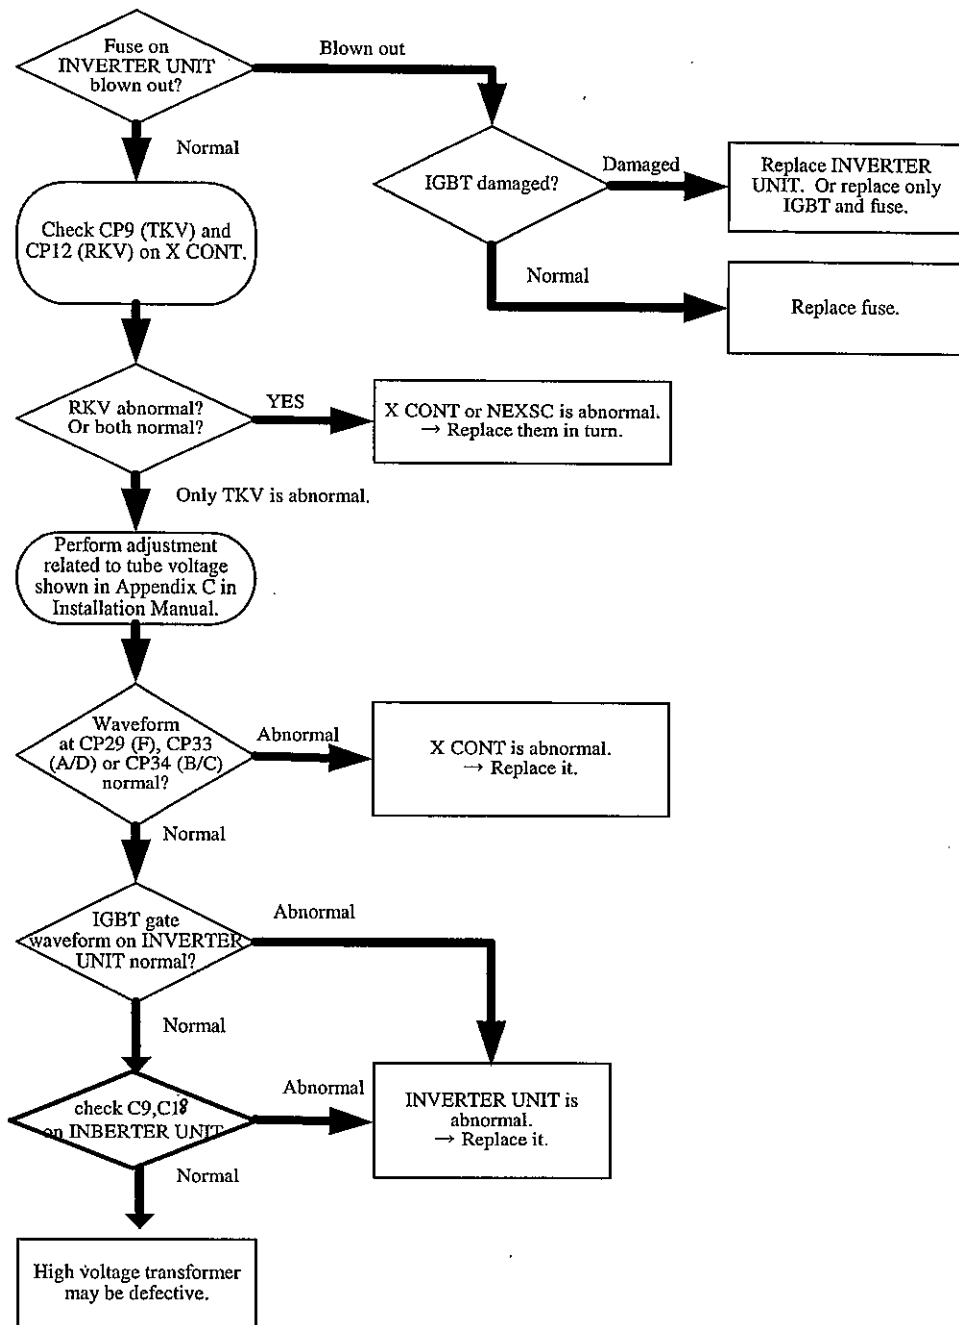 Fuse on
INVERTER UNIT
blown out?
Blown out
Normal
IGBT damaged?
Damaged
Replace INVERTER
UNIT. Or replace only
IGBT and fuse.
Check CP9 (TKV) and
CP12 (RKV) on X CONT.
Normal
Replace fuse.
RKV abnormal?
Or both normal?
YES
X CONT or NEXSC is abnormal.
→ Replace them in turn.
Only TKV is abnormal.
Perform adjustment
related to tube voltage
shown in Appendix C in
Installation Manual.
Waveform
at CP29 (F), CP33
(A/D) or CP34 (B/C)
normal?
Abnormal
X CONT is abnormal.
→ Replace it.
Normal
IGBT gate
waveform on INVERTER
UNIT normal?
Abnormal
Normal
check C9,C18
on INBERTER UNIT
Abnormal
INVERTER UNIT is
abnormal.
→ Replace it.
Normal
High voltage transformer
may be defective.